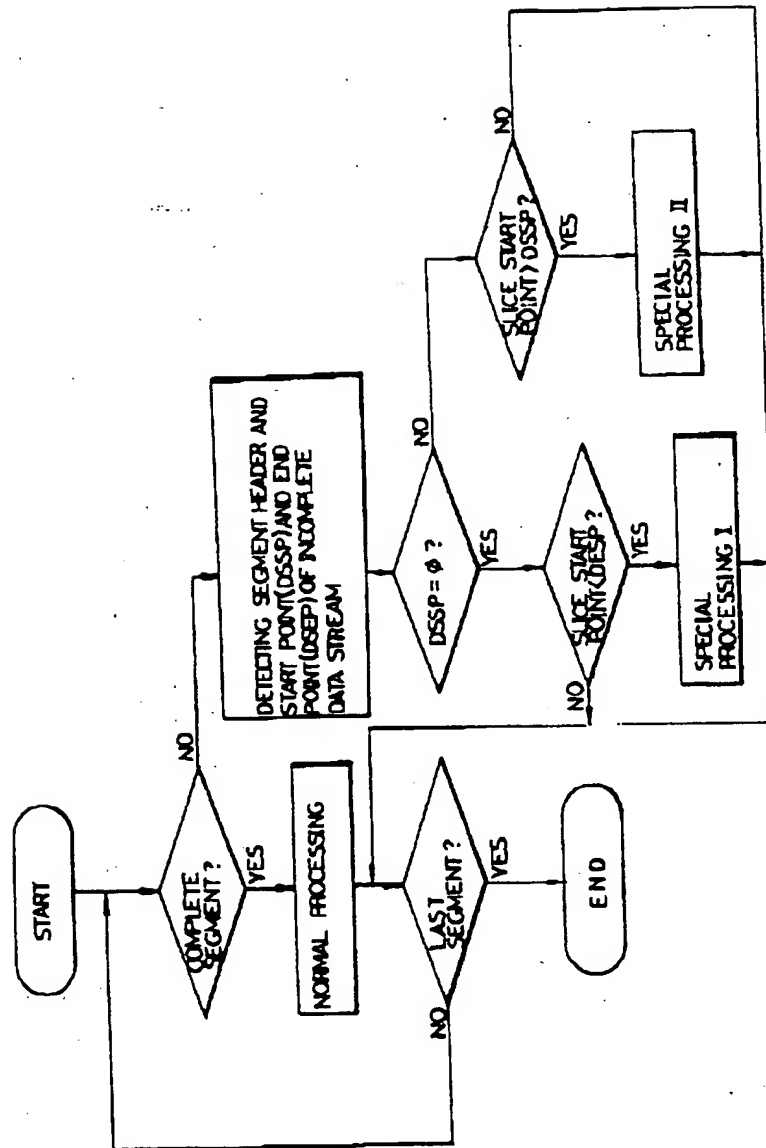 START
COMPLETE
SEGMENT ?
NO
YES
NORMAL PROCESSING
LAST
SEGMENT ?
NO
YES
END
DETECTING SEGMENT HEADER AND
START POINT(DSSP) AND END
POINT(DSEP) OF INCOMPLETE
DATA STREAM
DSSP = ϕ ?
NO
YES
SLICE START
POINT⟨DESP ?
NO
YES
SPECIAL
PROCESSING I
SLICE START
POINT⟩DSSP ?
NO
YES
SPECIAL
PROCESSING II